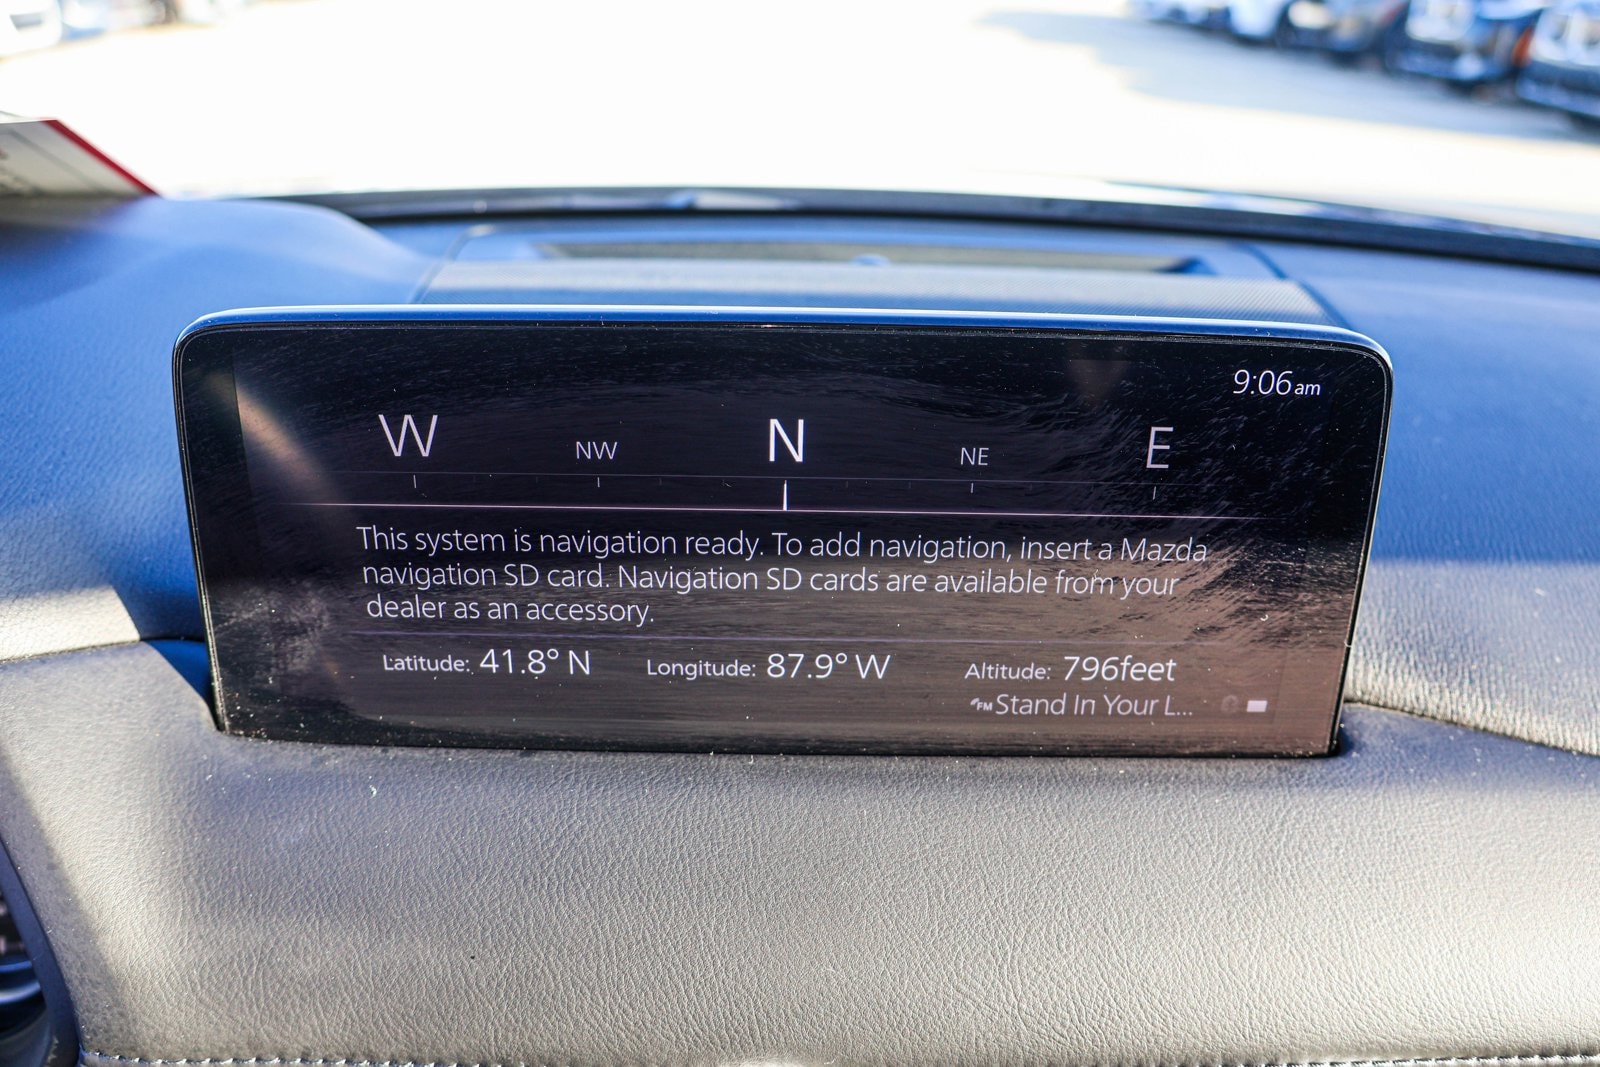 9:06am
W NW N NE E
This system is navigation ready. To add navigation, insert a Mazda
navigation SD card. Navigation SD cards are available from your
dealer as an accessory.
Latitude: 41.8° N Longitude: 87.9° W Altitude: 796feet
FM Stand In Your L...